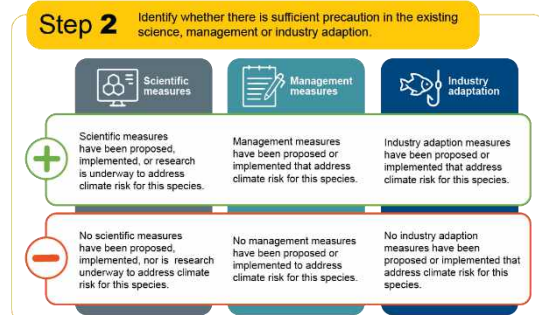 Step 2
Identify whether there is sufficient precaution in the existing
science, management or industry adaption.
Scientific
measures
Management
measures
Industry
adaptation
Scientific measures
have been proposed,
implemented, or research
is underway to address
climate risk for this species.
Management measures
have been proposed or
implemented that address
climate risk for this species.
Industry adaption measures
have been proposed or
implemented that address
climate risk for this species.
No scientific measures
have been proposed,
implemented, nor is research
underway to address climate
risk for this species.
No management measures
have been proposed or
implemented to address
climate risk for this species.
No industry adaption
measures have been
proposed or implemented that
address climate risk for this
species.